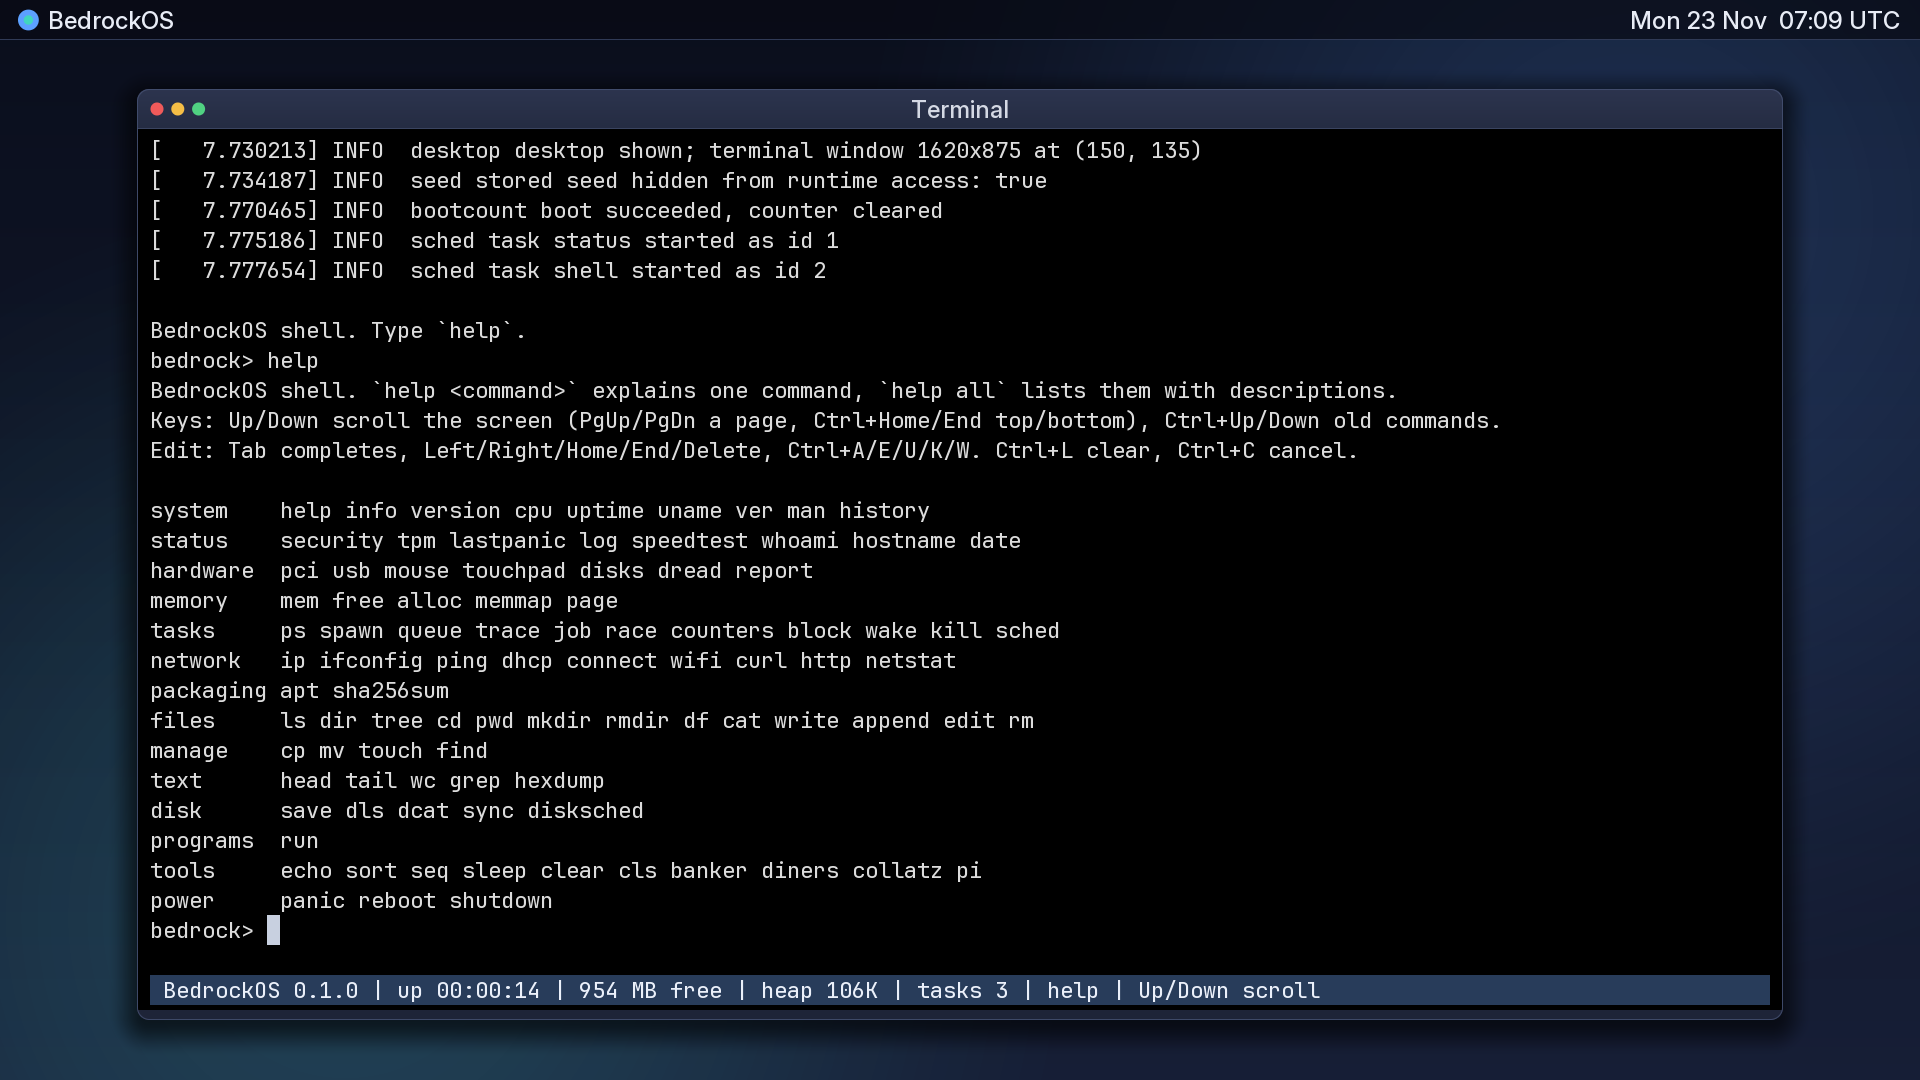 BedrockOS
Mon 23 Nov  07:09 UTC
Terminal
[   7.730213] INFO  desktop desktop shown; terminal window 1620x875 at (150, 135)
[   7.734187] INFO  seed stored seed hidden from runtime access: true
[   7.770465] INFO  bootcount boot succeeded, counter cleared
[   7.775186] INFO  sched task status started as id 1
[   7.777654] INFO  sched task shell started as id 2
BedrockOS shell. Type `help`.
bedrock> help
BedrockOS shell. `help <command>` explains one command, `help all` lists them with descriptions.
Keys: Up/Down scroll the screen (PgUp/PgDn a page, Ctrl+Home/End top/bottom), Ctrl+Up/Down old commands.
Edit: Tab completes, Left/Right/Home/End/Delete, Ctrl+A/E/U/K/W. Ctrl+L clear, Ctrl+C cancel.
system    help info version cpu uptime uname ver man history
status    security tpm lastpanic log speedtest whoami hostname date
hardware  pci usb mouse touchpad disks dread report
memory    mem free alloc memmap page
tasks     ps spawn queue trace job race counters block wake kill sched
network   ip ifconfig ping dhcp connect wifi curl http netstat
packaging apt sha256sum
files     ls dir tree cd pwd mkdir rmdir df cat write append edit rm
manage    cp mv touch find
text      head tail wc grep hexdump
disk      save dls dcat sync disksched
programs  run
tools     echo sort seq sleep clear cls banker diners collatz pi
power     panic reboot shutdown
bedrock>
BedrockOS 0.1.0 | up 00:00:14 | 954 MB free | heap 106K | tasks 3 | help | Up/Down scroll